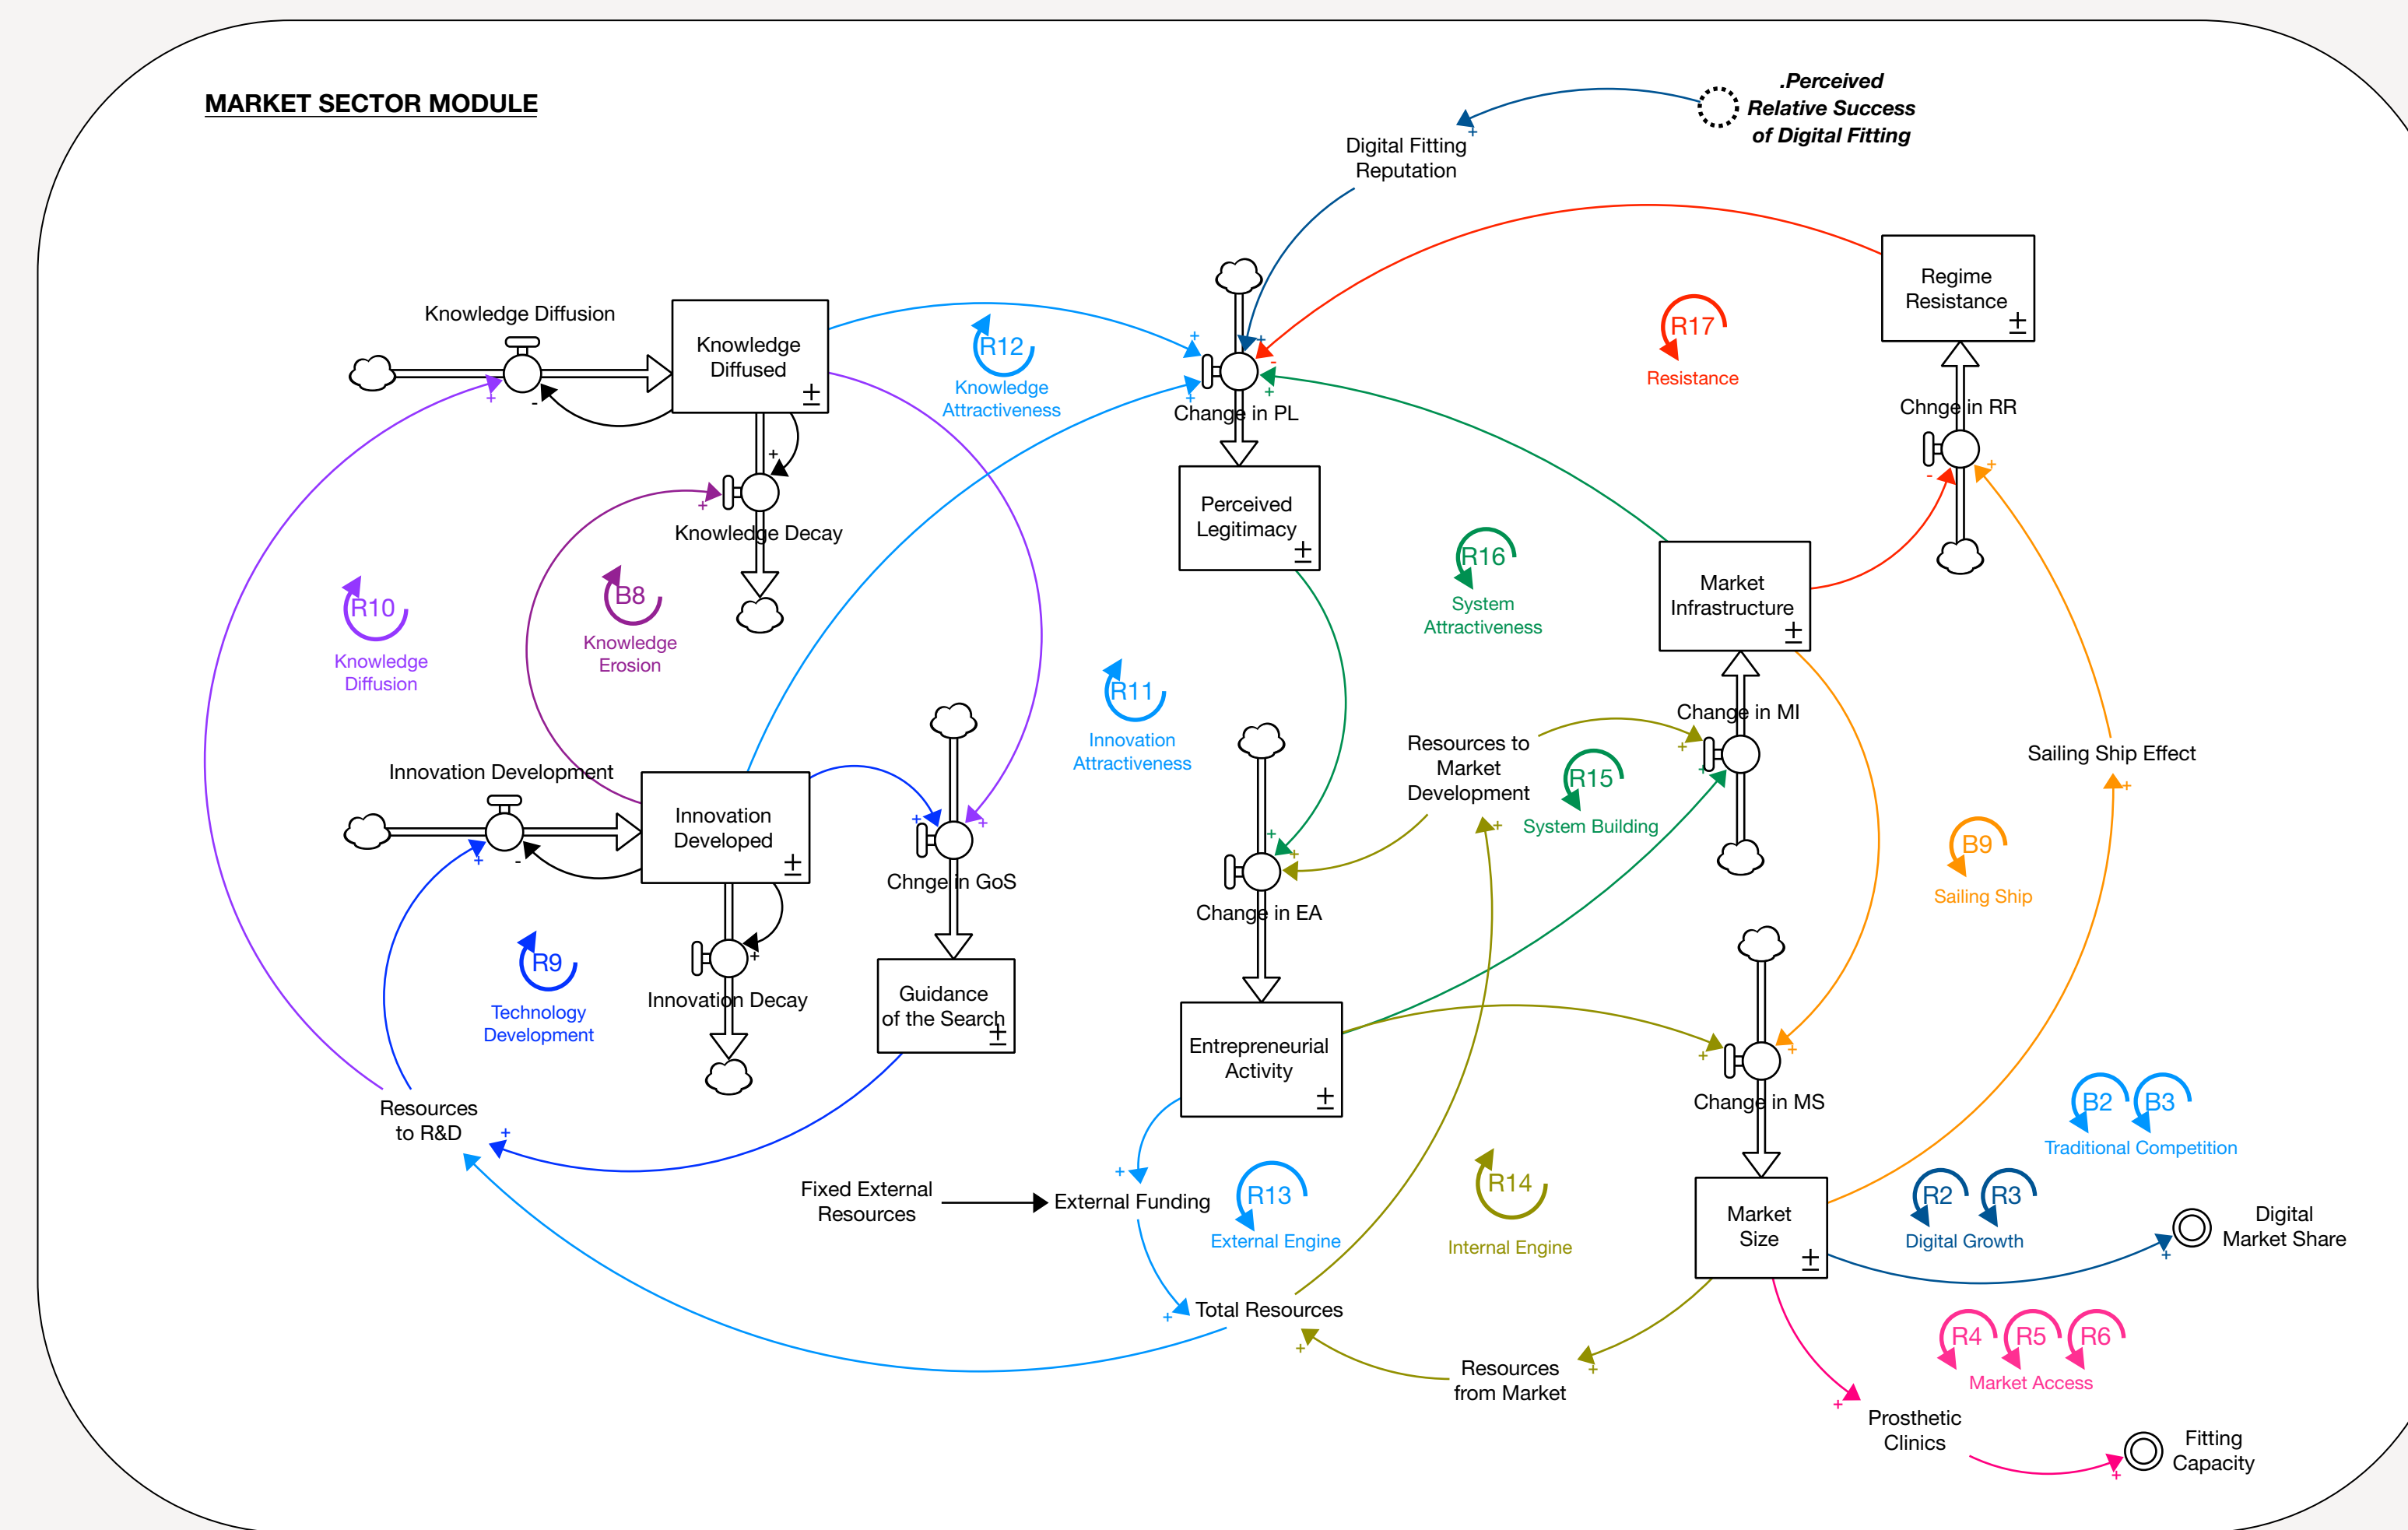 MARKET SECTOR MODULE
.Perceived
Relative Success
of Digital Fitting
Digital Fitting
Reputation
Regime
Resistance
±
Knowledge Diffusion
Knowledge
Diffused
±
R12
Knowledge
Attractiveness
R17
Resistance
Change in PL
Chnge in RR
Perceived
Legitimacy
±
Knowledge Decay
R16
System
Attractiveness
Market
Infrastructure
±
R10
Knowledge
Diffusion
B8
Knowledge
Erosion
R11
Innovation
Attractiveness
Change in MI
Resources to
Market
Development
R15
System Building
Sailing Ship Effect
Innovation Development
Innovation
Developed
±
B9
Sailing Ship
Chnge in GoS
Change in EA
R9
Technology
Development
Innovation Decay
Guidance
of the Search
±
Entrepreneurial
Activity
±
Change in MS
Resources
to R&D
B2
B3
Traditional Competition
Fixed External
Resources
External Funding
R13
External Engine
R14
Internal Engine
Market
Size
±
R2
R3
Digital Growth
Digital
Market Share
Total Resources
R4
R5
R6
Market Access
Resources
from Market
Prosthetic
Clinics
Fitting
Capacity